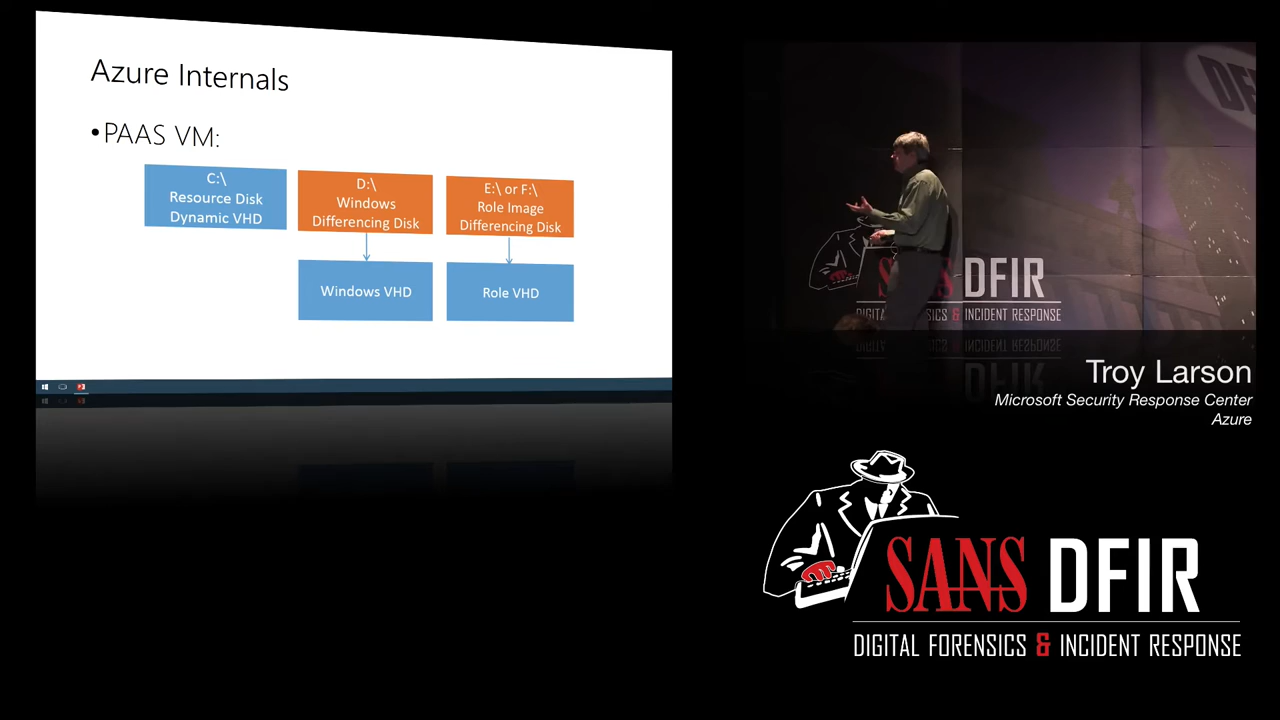 Azure Internals
•PAAS VM:
C:\
Resource Disk
Dynamic VHD
D:\
Windows
Differencing Disk
E:\ or F:\
Role Image
Differencing Disk
Windows VHD
Role VHD
SANS DFIR
DIGITAL FORENSICS & INCIDENT RESPONSE
Troy Larson
Microsoft Security Response Center
Azure
SANS DFIR
DIGITAL FORENSICS & INCIDENT RESPONSE